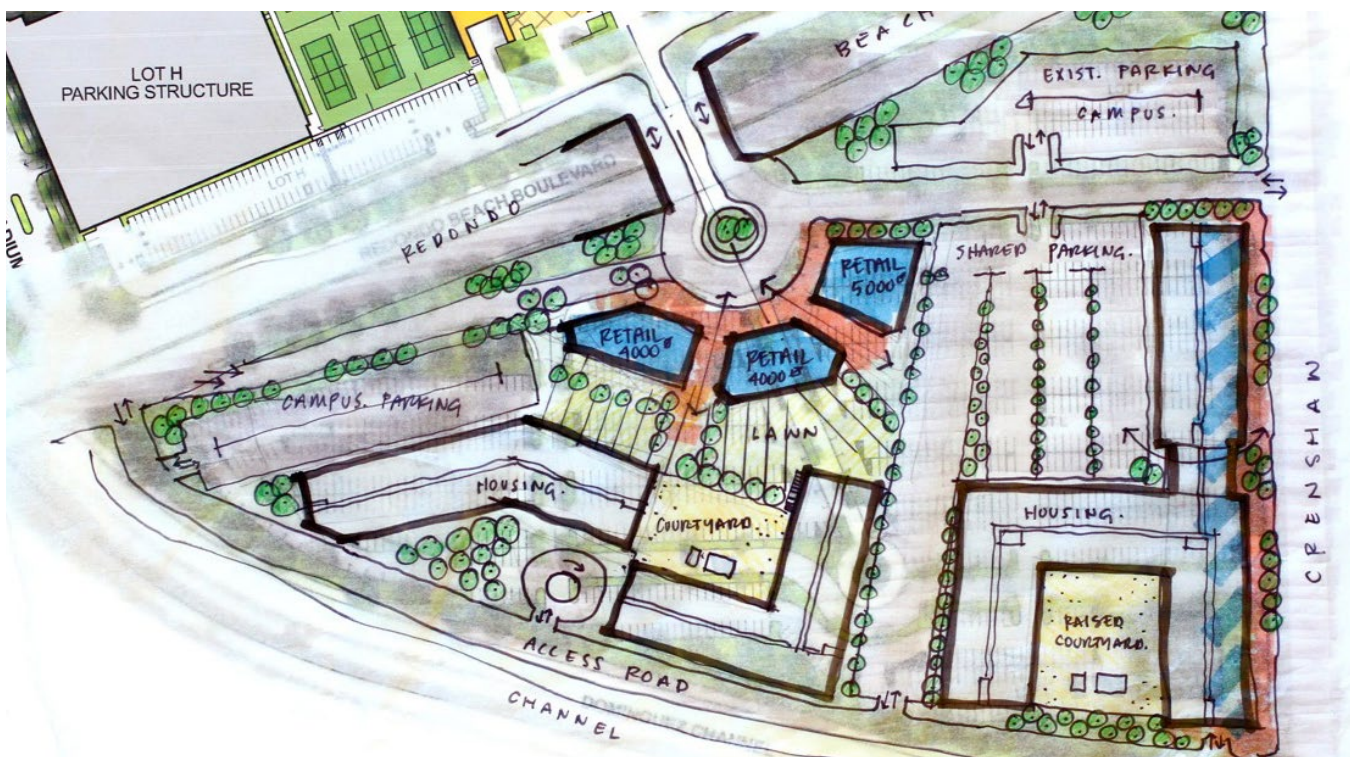 LOT H
PARKING STRUCTURE
BEACH
EXIST. PARKING
CAMPUS.
LOT H
REDONDO BEACH BOULEVARD
REDONDO
RETAIL
5000
SHARED PARKING.
RETAIL
4000
RETAIL
4000
CAMPUS. PARKING
LAWN
CRENSHAW
HOUSING.
COURTYARD.
HOUSING.
RAISED
COURTYARD.
ACCESS ROAD
CHANNEL
DOMINGUEZ CHANNEL